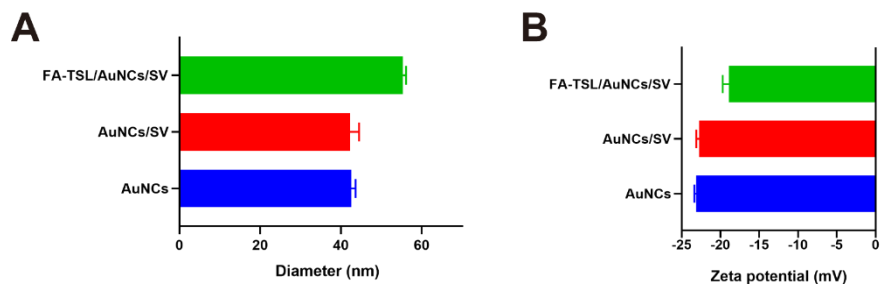 A
FA-TSL/AuNCs/SV
AuNCs/SV
AuNCs
0 20 40 60
Diameter (nm)
B
FA-TSL/AuNCs/SV
AuNCs/SV
AuNCs
-25 -20 -15 -10 -5 0
Zeta potential (mV)